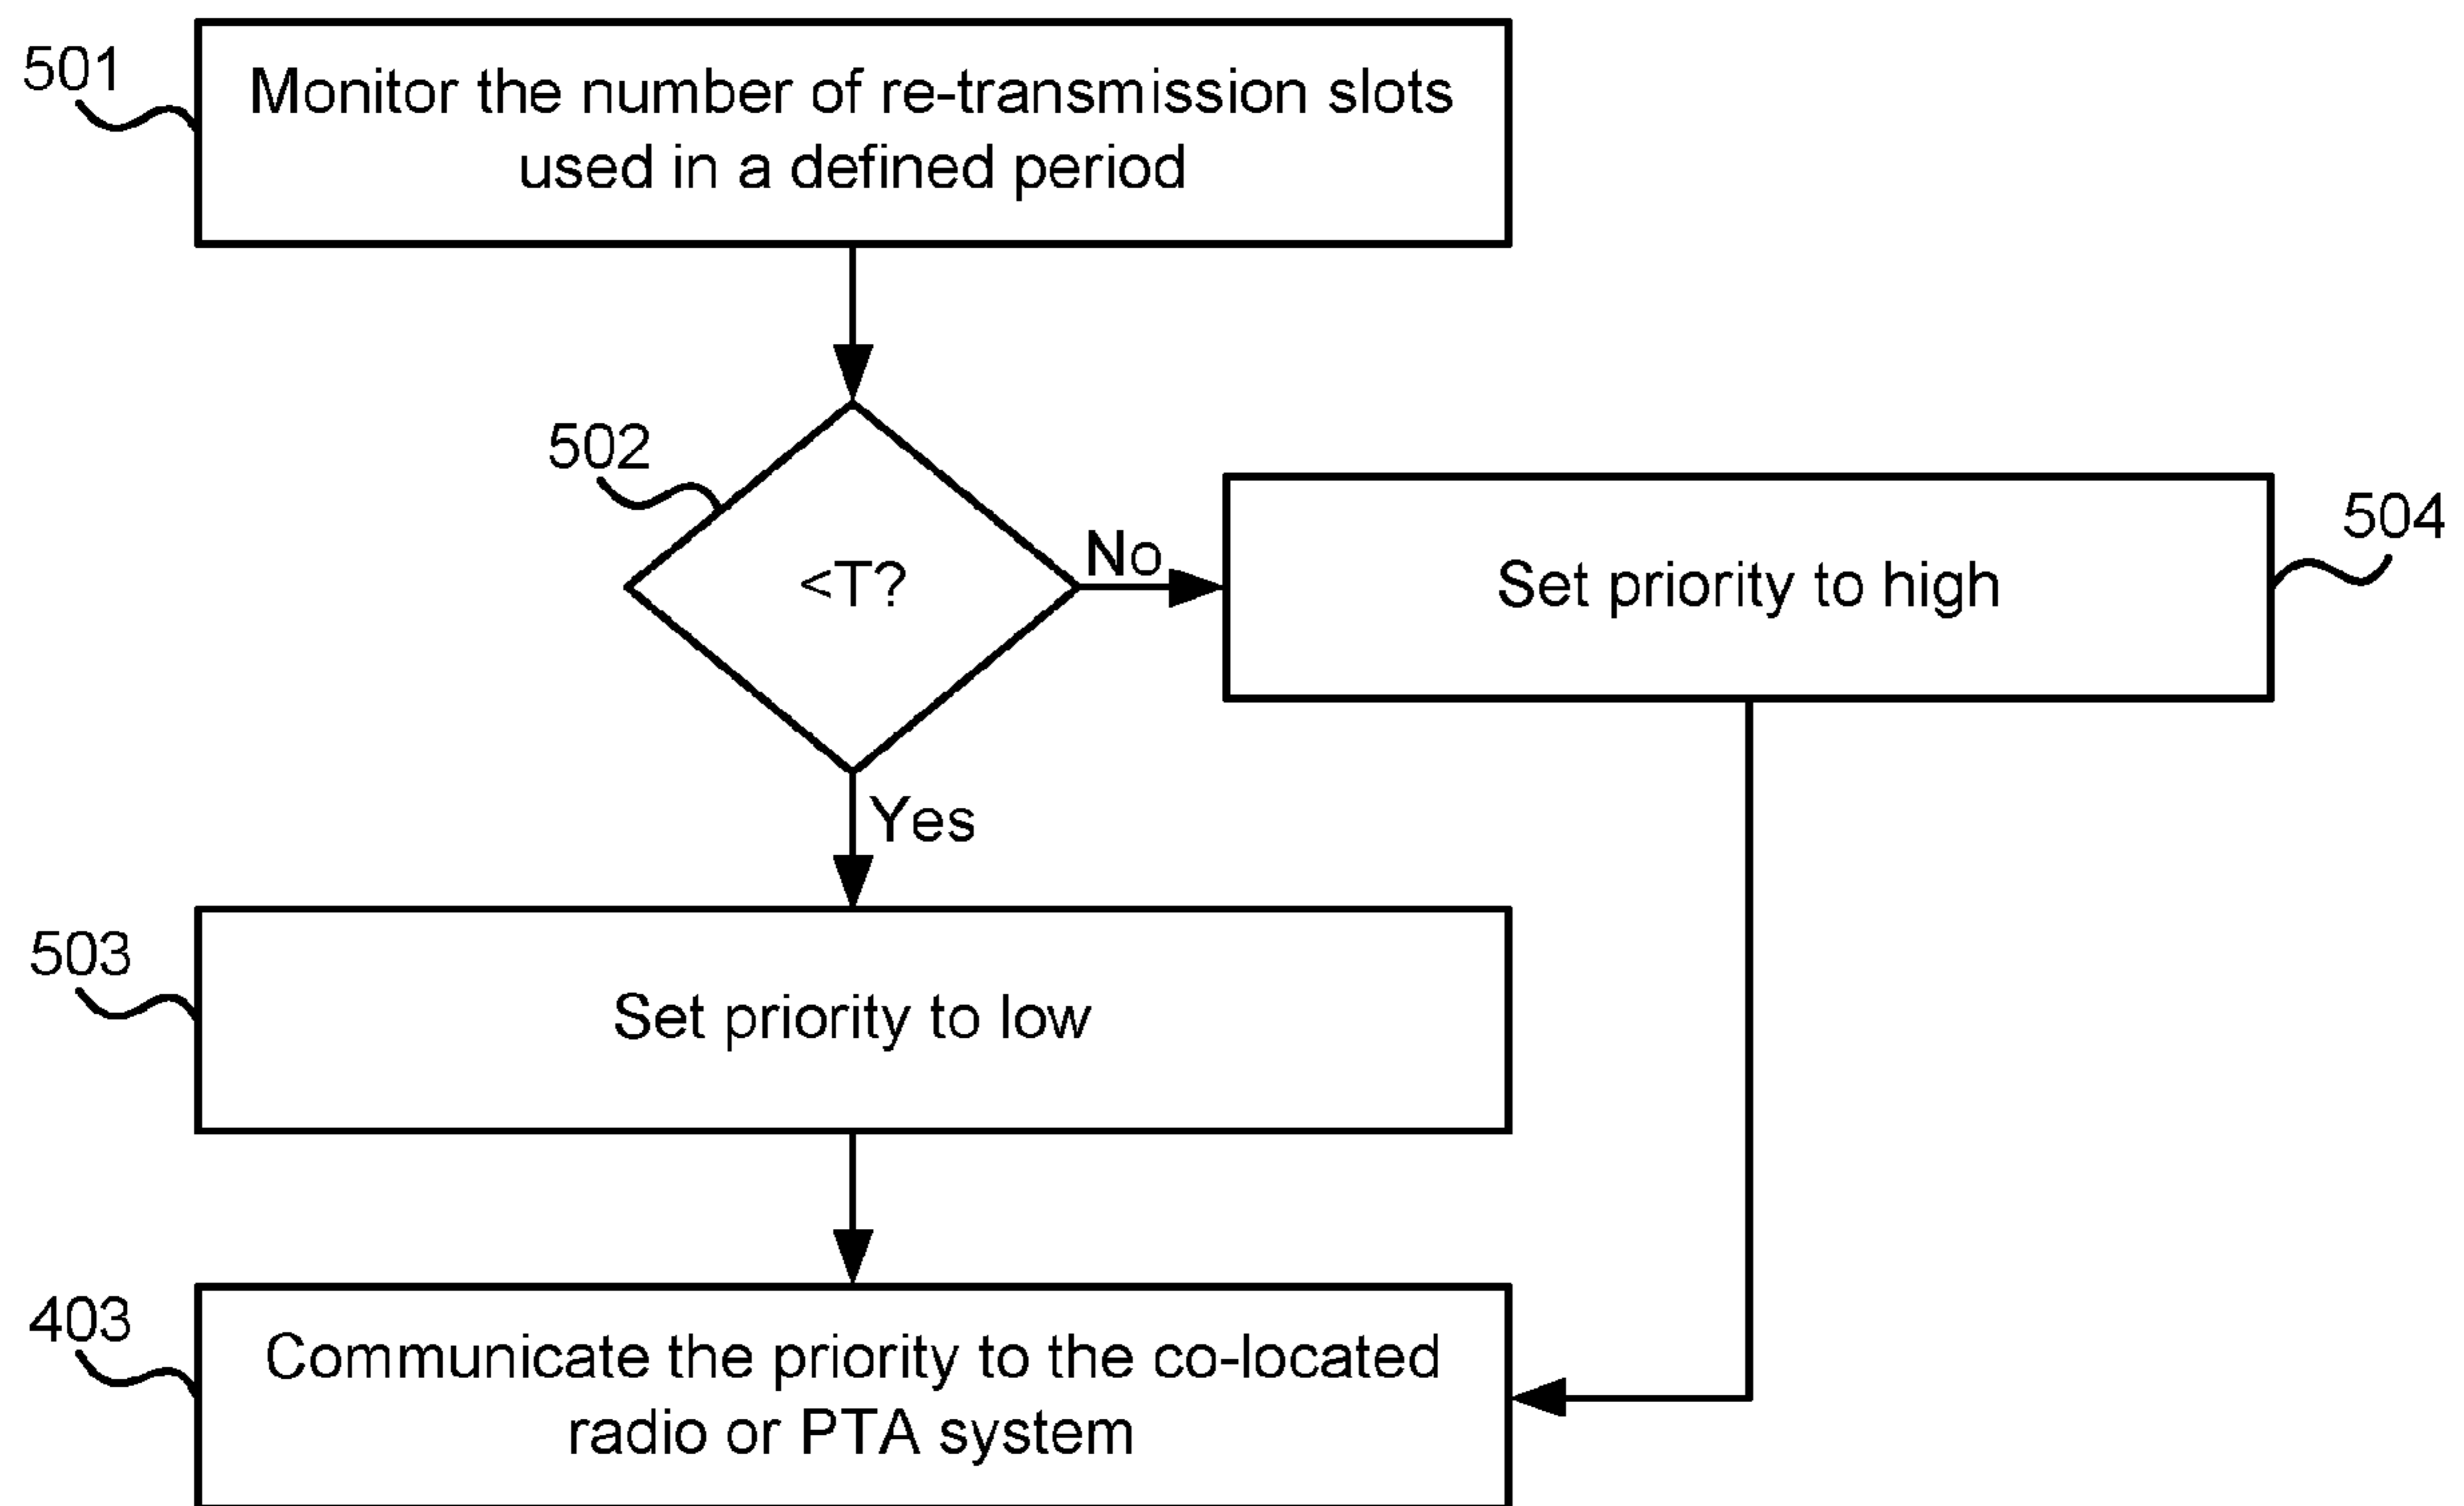 501
Monitor the number of re-transmission slots
used in a defined period
502
<T?
No
Set priority to high
504
Yes
503
Set priority to low
403
Communicate the priority to the co-located
radio or PTA system